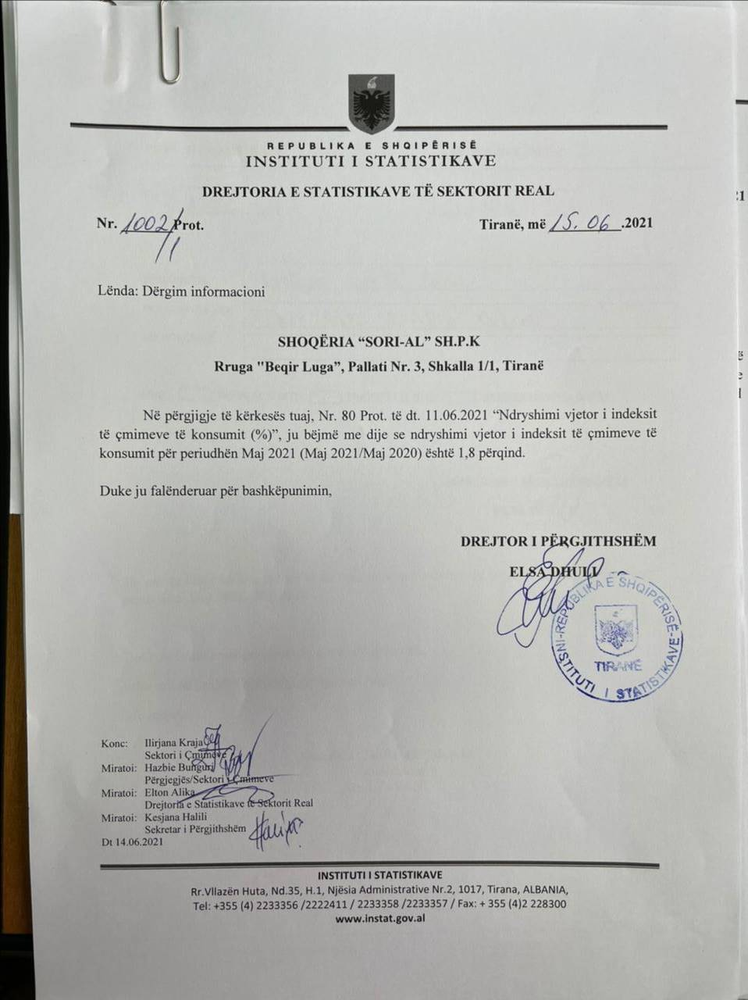 REPUBLIKA E SHQIPËRISË
INSTITUTI I STATISTIKAVE
DREJTORIA E STATISTIKAVE TË SEKTORIT REAL
Nr. 1002/1 Prot. Tiranë, më 15.06.2021
Lënda: Dërgim informacioni
SHOQËRIA “SORI-AL” SH.P.K
Rruga "Beqir Luga”, Pallati Nr. 3, Shkalla 1/1, Tiranë
Në përgjigje të kërkesës tuaj, Nr. 80 Prot. të dt. 11.06.2021 “Ndryshimi vjetor i indeksit
të çmimeve të konsumit (%)”, ju bëjmë me dije se ndryshimi vjetor i indeksit të çmimeve të
konsumit për periudhën Maj 2021 (Maj 2021/Maj 2020) është 1,8 përqind.
Duke ju falënderuar për bashkëpunimin,
DREJTOR I PËRGJITHSHËM
ELSA DHULI
REPUBLIKA E SHQIPËRISË
INSTITUTI I STATISTIKAVE
TIRANË
Konc: Ilirjana Kraja
Sektori i Çmimeve
Miratoi: Hazbie Bunguri
Përgjegjës/Sektori i Çmimeve
Miratoi: Elton Alika
Drejtoria e Statistikave të Sektorit Real
Miratoi: Kesjana Halili
Sekretar i Përgjithshëm
Dt 14.06.2021
INSTITUTI I STATISTIKAVE
Rr.Vllazën Huta, Nd.35, H.1, Njësia Administrative Nr.2, 1017, Tirana, ALBANIA,
Tel: +355 (4) 2233356 /2222411 / 2233358 /2233357 / Fax: + 355 (4)2 228300
www.instat.gov.al